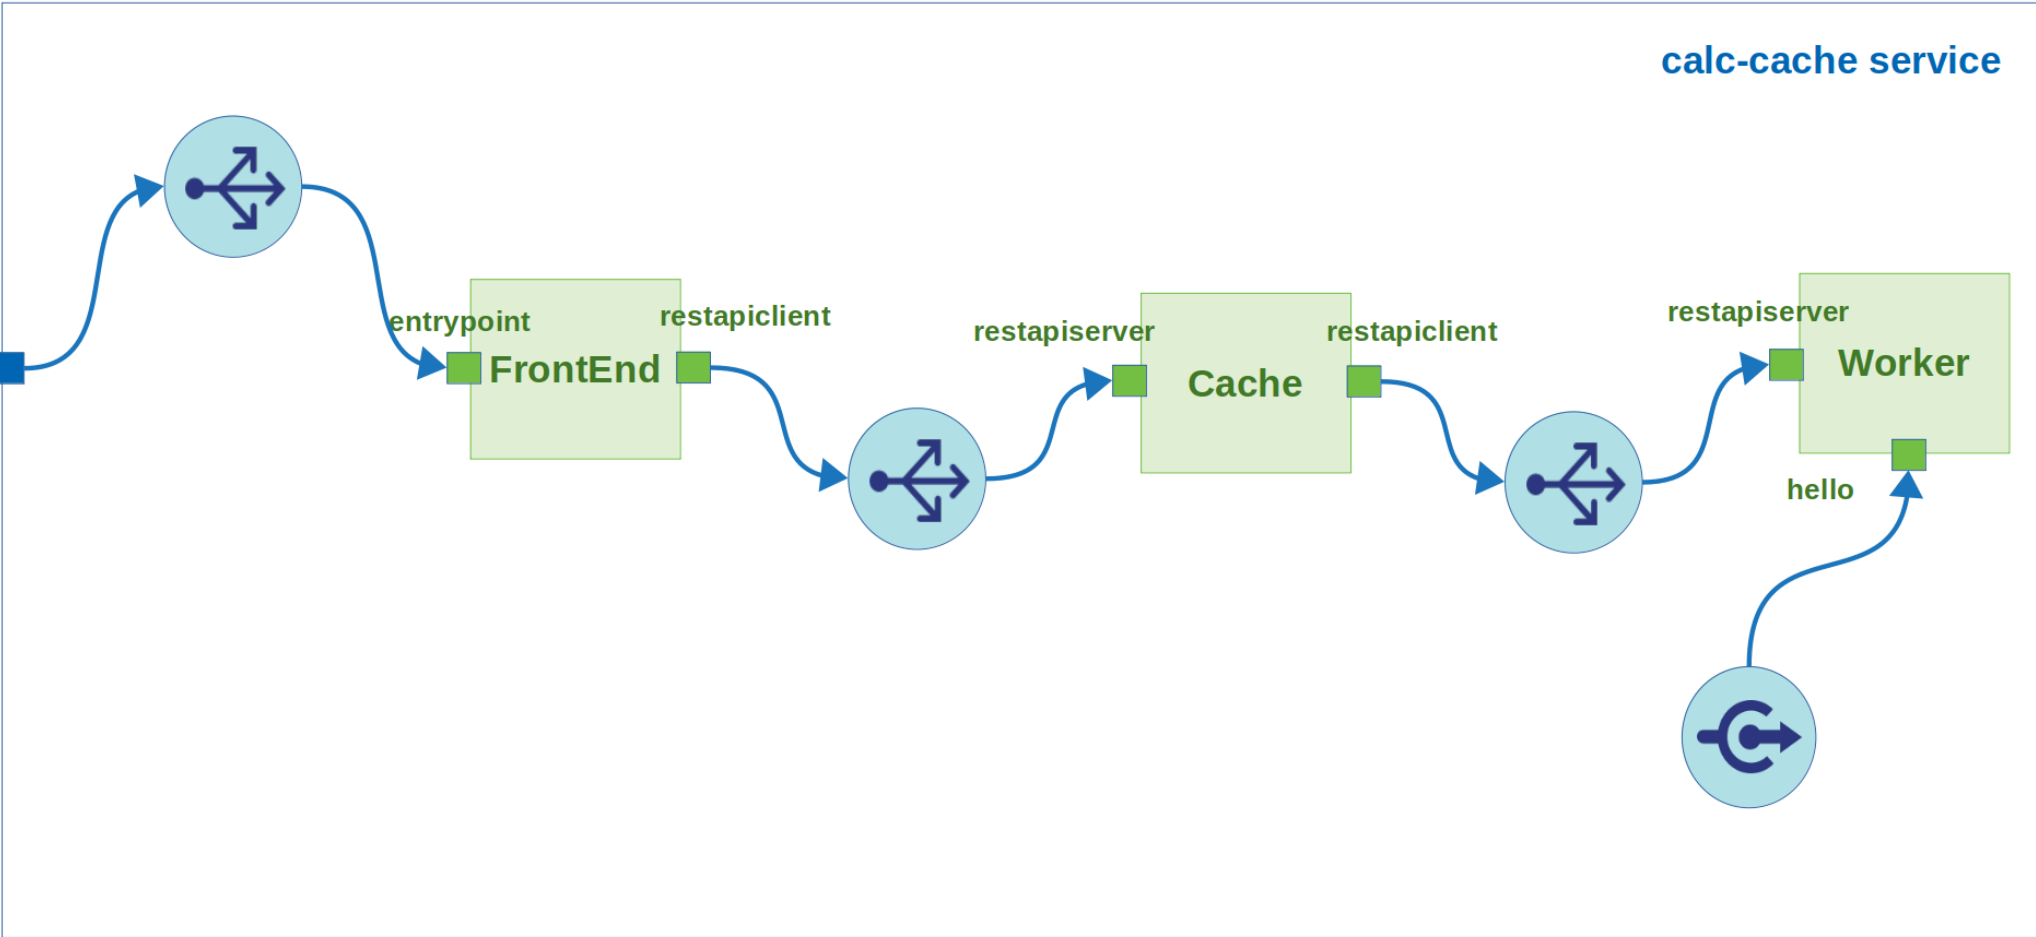 calc-cache service
entrypoint
restapiclient
FrontEnd
restapiserver
restapiclient
Cache
restapiserver
Worker
hello